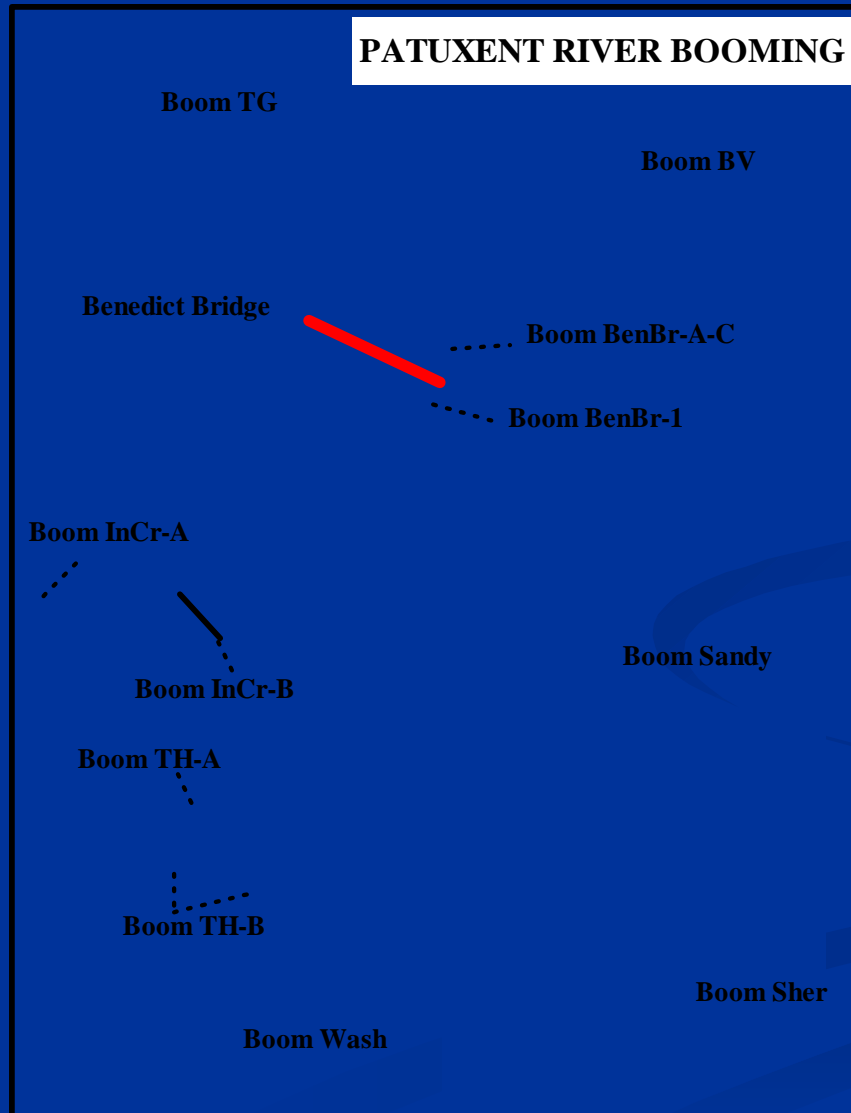 PATUXENT RIVER BOOMING
Boom TG
Boom BV
Benedict Bridge
Boom BenBr-A-C
Boom BenBr-1
Boom InCr-A
Boom Sandy
Boom InCr-B
Boom TH-A
Boom TH-B
Boom Sher
Boom Wash